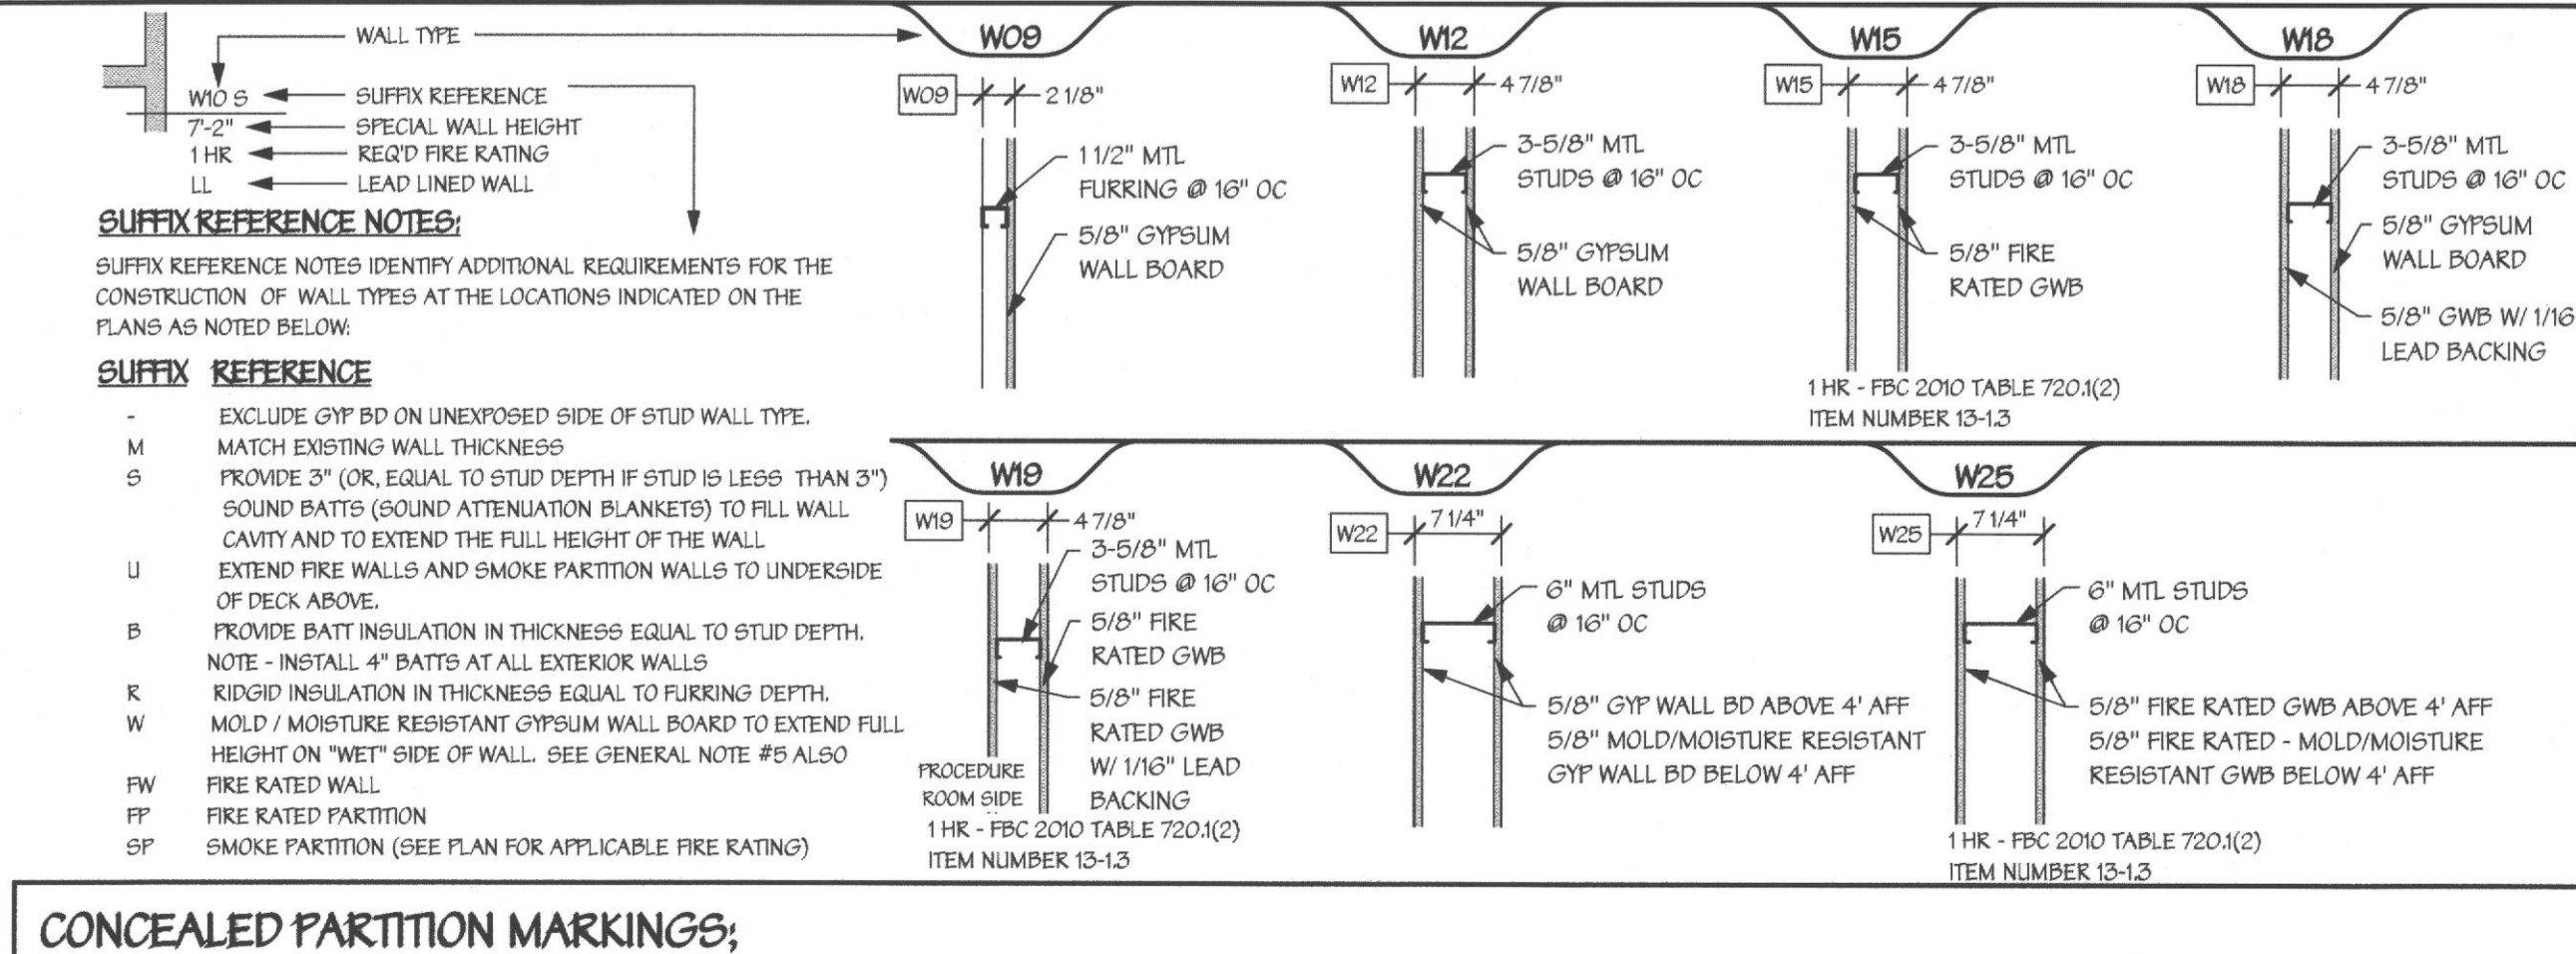 WALL TYPE
W10 S
SUFFIX REFERENCE
7'-2"
SPECIAL WALL HEIGHT
1 HR
REQ'D FIRE RATING
LL
LEAD LINED WALL
SUFFIX REFERENCE NOTES:
SUFFIX REFERENCE NOTES IDENTIFY ADDITIONAL REQUIREMENTS FOR THE
CONSTRUCTION OF WALL TYPES AT THE LOCATIONS INDICATED ON THE
PLANS AS NOTED BELOW:
SUFFIX REFERENCE
- EXCLUDE GYP BD ON UNEXPOSED SIDE OF STUD WALL TYPE.
M MATCH EXISTING WALL THICKNESS
S PROVIDE 3" (OR, EQUAL TO STUD DEPTH IF STUD IS LESS THAN 3")
SOUND BATTS (SOUND ATTENUATION BLANKETS) TO FILL WALL
CAVITY AND TO EXTEND THE FULL HEIGHT OF THE WALL
U EXTEND FIRE WALLS AND SMOKE PARTITION WALLS TO UNDERSIDE
OF DECK ABOVE.
B PROVIDE BATT INSULATION IN THICKNESS EQUAL TO STUD DEPTH.
NOTE - INSTALL 4" BATTS AT ALL EXTERIOR WALLS
R RIDGID INSULATION IN THICKNESS EQUAL TO FURRING DEPTH.
W MOLD / MOISTURE RESISTANT GYPSUM WALL BOARD TO EXTEND FULL
HEIGHT ON "WET" SIDE OF WALL. SEE GENERAL NOTE #5 ALSO
FW FIRE RATED WALL
FP FIRE RATED PARTITION
SP SMOKE PARTITION (SEE PLAN FOR APPLICABLE FIRE RATING)
W09
W09
2 1/8"
1 1/2" MTL
FURRING @ 16" OC
5/8" GYPSUM
WALL BOARD
W12
W12
4 7/8"
3-5/8" MTL
STUDS @ 16" OC
5/8" GYPSUM
WALL BOARD
W15
W15
4 7/8"
3-5/8" MTL
STUDS @ 16" OC
5/8" FIRE
RATED GWB
1 HR - FBC 2010 TABLE 720.1(2)
ITEM NUMBER 13-1.3
W18
W18
4 7/8"
3-5/8" MTL
STUDS @ 16" OC
5/8" GYPSUM
WALL BOARD
5/8" GWB W/ 1/16
LEAD BACKING
W19
W19
4 7/8"
3-5/8" MTL
STUDS @ 16" OC
5/8" FIRE
RATED GWB
5/8" FIRE
RATED GWB
W/ 1/16" LEAD
BACKING
PROCEDURE
ROOM SIDE
1 HR - FBC 2010 TABLE 720.1(2)
ITEM NUMBER 13-1.3
W22
W22
7 1/4"
6" MTL STUDS
@ 16" OC
5/8" GYP WALL BD ABOVE 4' AFF
5/8" MOLD/MOISTURE RESISTANT
GYP WALL BD BELOW 4' AFF
W25
W25
7 1/4"
6" MTL STUDS
@ 16" OC
5/8" FIRE RATED GWB ABOVE 4' AFF
5/8" FIRE RATED - MOLD/MOISTURE
RESISTANT GWB BELOW 4' AFF
1 HR - FBC 2010 TABLE 720.1(2)
ITEM NUMBER 13-1.3
CONCEALED PARTITION MARKINGS: